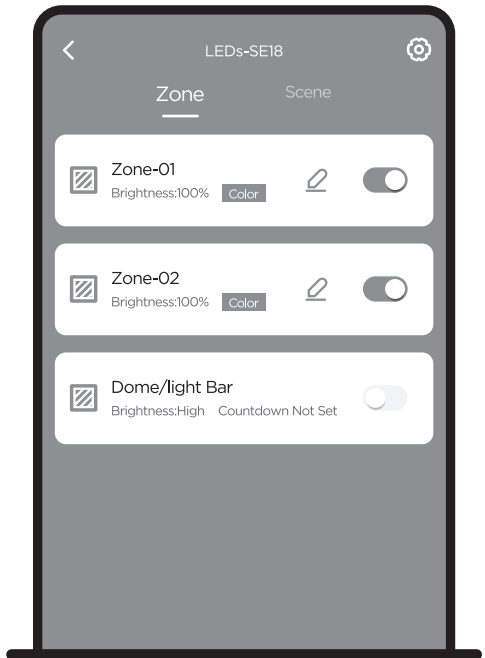 LEDs-SE18
Zone Scene
Zone-01
Brightness:100% Color
Zone-02
Brightness:100% Color
Dome/light Bar
Brightness:High Countdown Not Set